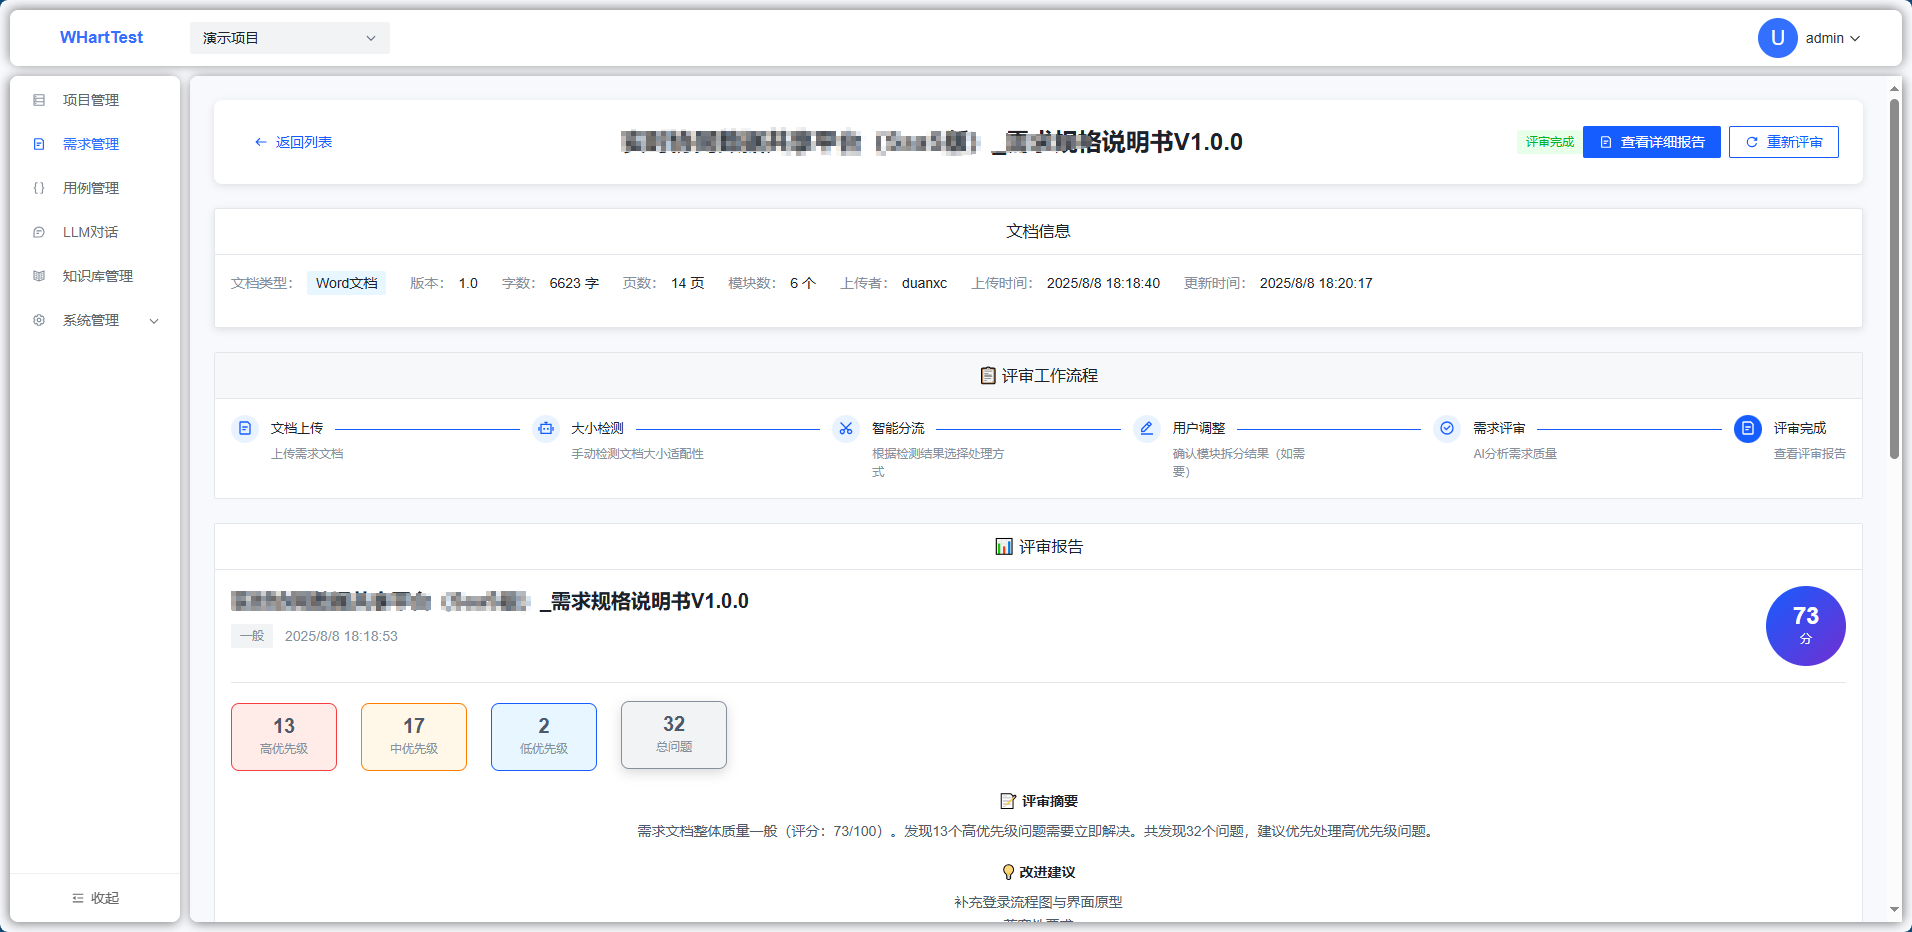 WHartTest
演示项目
U
admin
项目管理
需求管理
用例管理
LLM对话
知识库管理
系统管理
收起
返回列表
_需求规格说明书V1.0.0
评审完成
查看详细报告
重新评审
文档信息
文档类型： Word文档 版本： 1.0 字数： 6623 字 页数： 14 页 模块数： 6 个 上传者： duanxc 上传时间： 2025/8/8 18:18:40 更新时间： 2025/8/8 18:20:17
评审工作流程
文档上传
上传需求文档
大小检测
手动检测文档大小适配性
智能分流
根据检测结果选择处理方
式
用户调整
确认模块拆分结果（如需
要）
需求评审
AI分析需求质量
评审完成
查看评审报告
评审报告
_需求规格说明书V1.0.0
一般 2025/8/8 18:18:53
73
分
13
高优先级
17
中优先级
2
低优先级
32
总问题
评审摘要
需求文档整体质量一般（评分：73/100）。发现13个高优先级问题需要立即解决。共发现32个问题，建议优先处理高优先级问题。
改进建议
补充登录流程图与界面原型